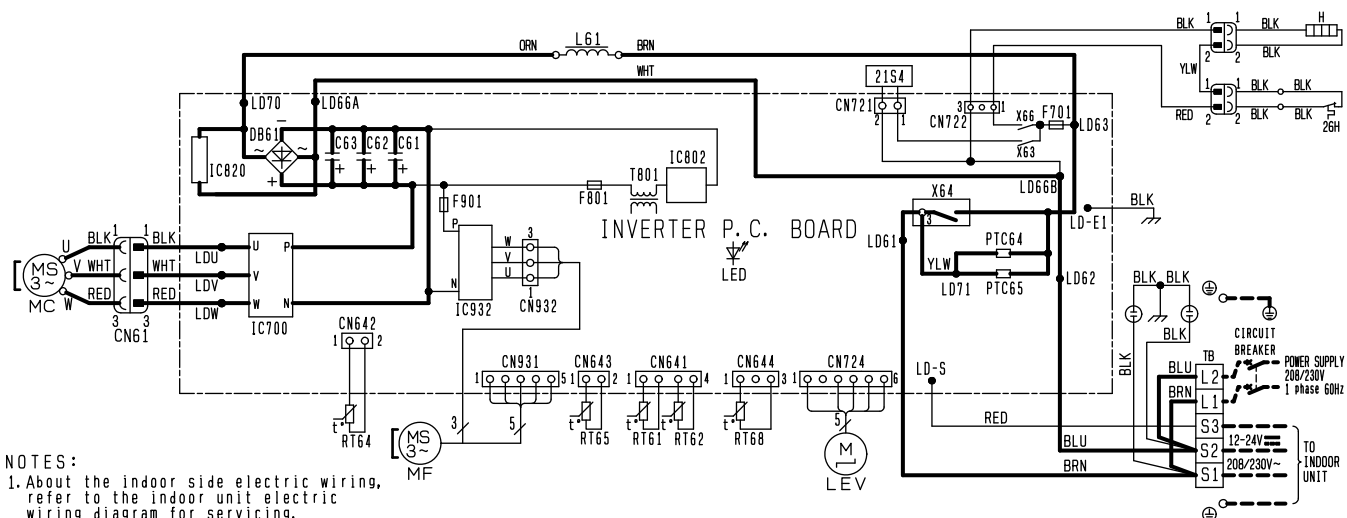 ORN L61 BRN
WHT
BLK 1 1 BLK H
2 2 BLK
YLW
1 1 BLK BLK
RED 2 2 BLK BLK
26H
LD70 LD66A
21S4
CN721
2 1
3 1
CN722
X66 F701
X63
LD63
DB61
−
~ ~
+
IC820
C63 C62 C61
+ + +
F901
F801
T801
IC802
LD66B
X64
3
LD61
YLW
LD71
PTC64
PTC65
LD62
LD-E1
BLK
INVERTER P.C. BOARD
LED
P
N
W
V
U
3
1
IC932
CN932
U BLK 1 1 BLK LDU U P
V WHT WHT LDV V
W RED RED LDW W N
3 3
MS
3~
MC
CN61
IC700
CN642
1 2
t°
RT64
CN931
1 5
CN643
1 2
CN641
1 4
CN644
1 3
CN724
1 6
3
5
5
MS
3~
MF
t°
RT65
t°
RT61
t°
RT62
t°
RT68
M
LEV
LD-S
RED
BLU
BRN
BLK BLK
BLK
BLK
TB
BLU L2
BRN L1
S3
S2
S1
CIRCUIT
BREAKER
POWER SUPPLY
208/230V
1 phase 60Hz
12-24V
208/230V~
TO
INDOOR
UNIT
NOTES:
1. About the indoor side electric wiring,
refer to the indoor unit electric
wiring diagram for servicing.